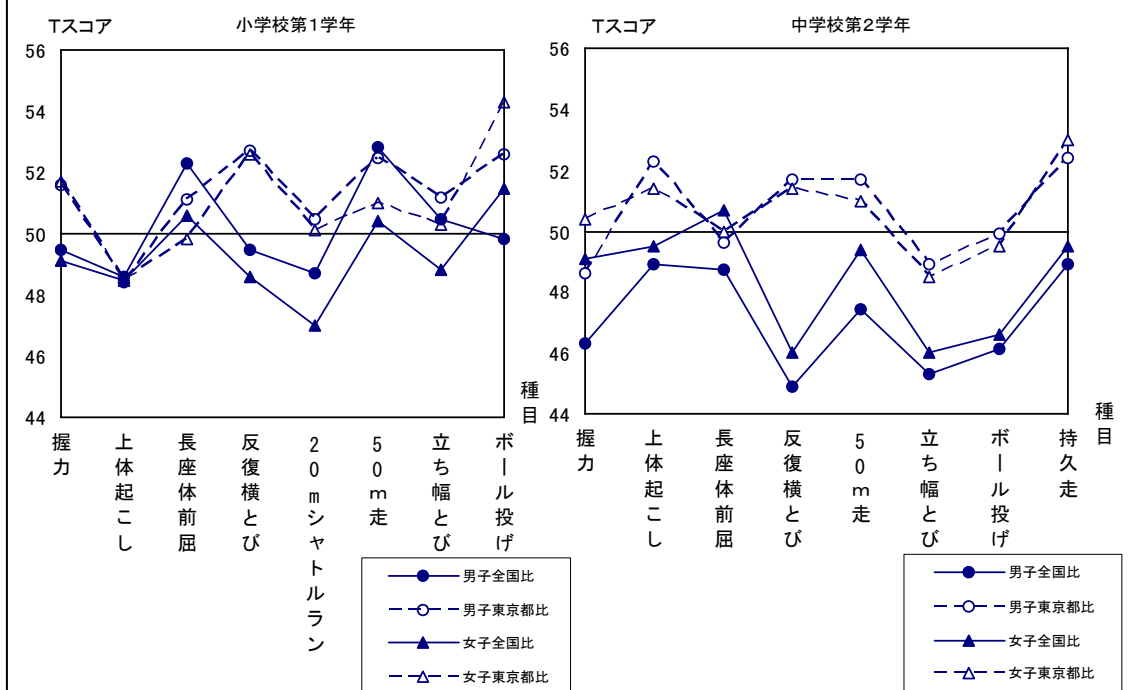 Tスコア
小学校第1学年
56
54
52
50
48
46
44
種目
握力
上体起こし
長座体前屈
反復横とび
20mシャトルラン
50m走
立ち幅とび
ボール投げ
男子全国比
男子東京都比
女子全国比
女子東京都比
Tスコア
中学校第2学年
56
54
52
50
48
46
44
種目
握力
上体起こし
長座体前屈
反復横とび
50m走
立ち幅とび
ボール投げ
持久走
男子全国比
男子東京都比
女子全国比
女子東京都比